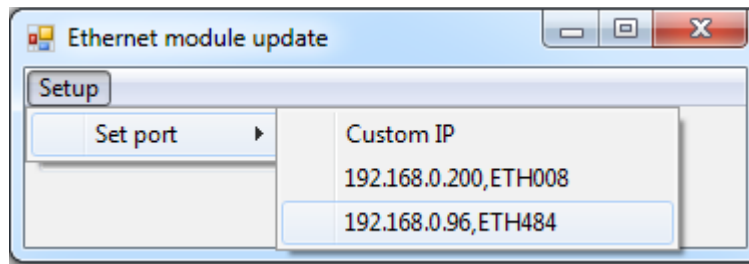 Ethernet module update
Setup
Set port
Custom IP
192.168.0.200,ETH008
192.168.0.96,ETH484